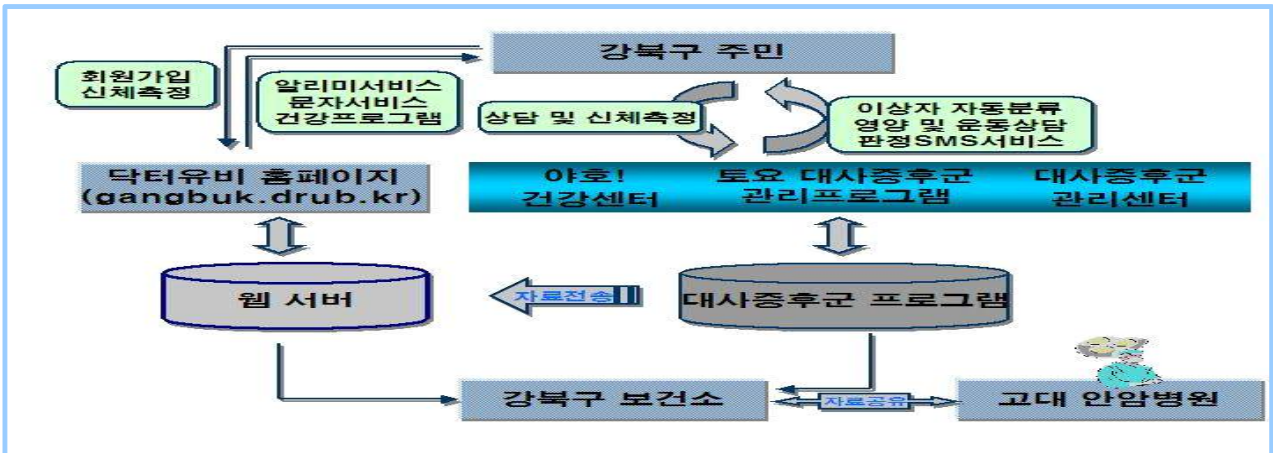 강북구 주민
회원가입
신체측정
알리미서비스
문자서비스
건강프로그램
상담 및 신체측정
이상자 자동분류
영양 및 운동상담
판정SMS서비스
닥터유비 홈페이지
(gangbuk.drub.kr)
야호!
건강센터
토요 대사증후군
관리프로그램
대사증후군
관리센터
웹 서버
자료전송
대사증후군 프로그램
강북구 보건소
자료공유
고대 안암병원